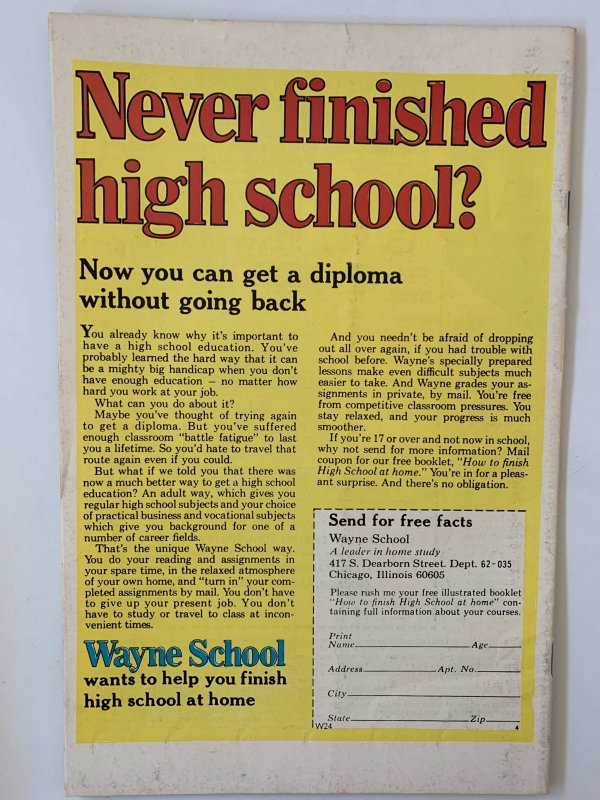 Never finished
high school?
Now you can get a diploma
without going back
You already know why it's important to
have a high school education. You've
probably learned the hard way that it can
be a mighty big handicap when you don't
have enough education – no matter how
hard you work at your job.
What can you do about it?
Maybe you've thought of trying again
to get a diploma. But you've suffered
enough classroom "battle fatigue" to last
you a lifetime. So you'd hate to travel that
route again even if you could.
But what if we told you that there was
now a much better way to get a high school
education? An adult way, which gives you
regular high school subjects and your choice
of practical business and vocational subjects
which give you background for one of a
number of career fields.
That's the unique Wayne School way.
You do your reading and assignments in
your spare time, in the relaxed atmosphere
of your own home, and "turn in" your com-
pleted assignments by mail. You don't have
to give up your present job. You don't
have to study or travel to class at incon-
venient times.
Wayne School
wants to help you finish
high school at home
And you needn't be afraid of dropping
out all over again, if you had trouble with
school before. Wayne's specially prepared
lessons make even difficult subjects much
easier to take. And Wayne grades your as-
signments in private, by mail. You're free
from competitive classroom pressures. You
stay relaxed, and your progress is much
smoother.
If you're 17 or over and not now in school,
why not send for more information? Mail
coupon for our free booklet, "How to finish
High School at home." You're in for a pleas-
ant surprise. And there's no obligation.
Send for free facts
Wayne School
A leader in home study
417 S. Dearborn Street. Dept. 62-035
Chicago, Illinois 60605
Please rush me your free illustrated booklet
"How to finish High School at home" con-
taining full information about your courses.
Print
Name Age
Address Apt. No.
City
State Zip
W24 4